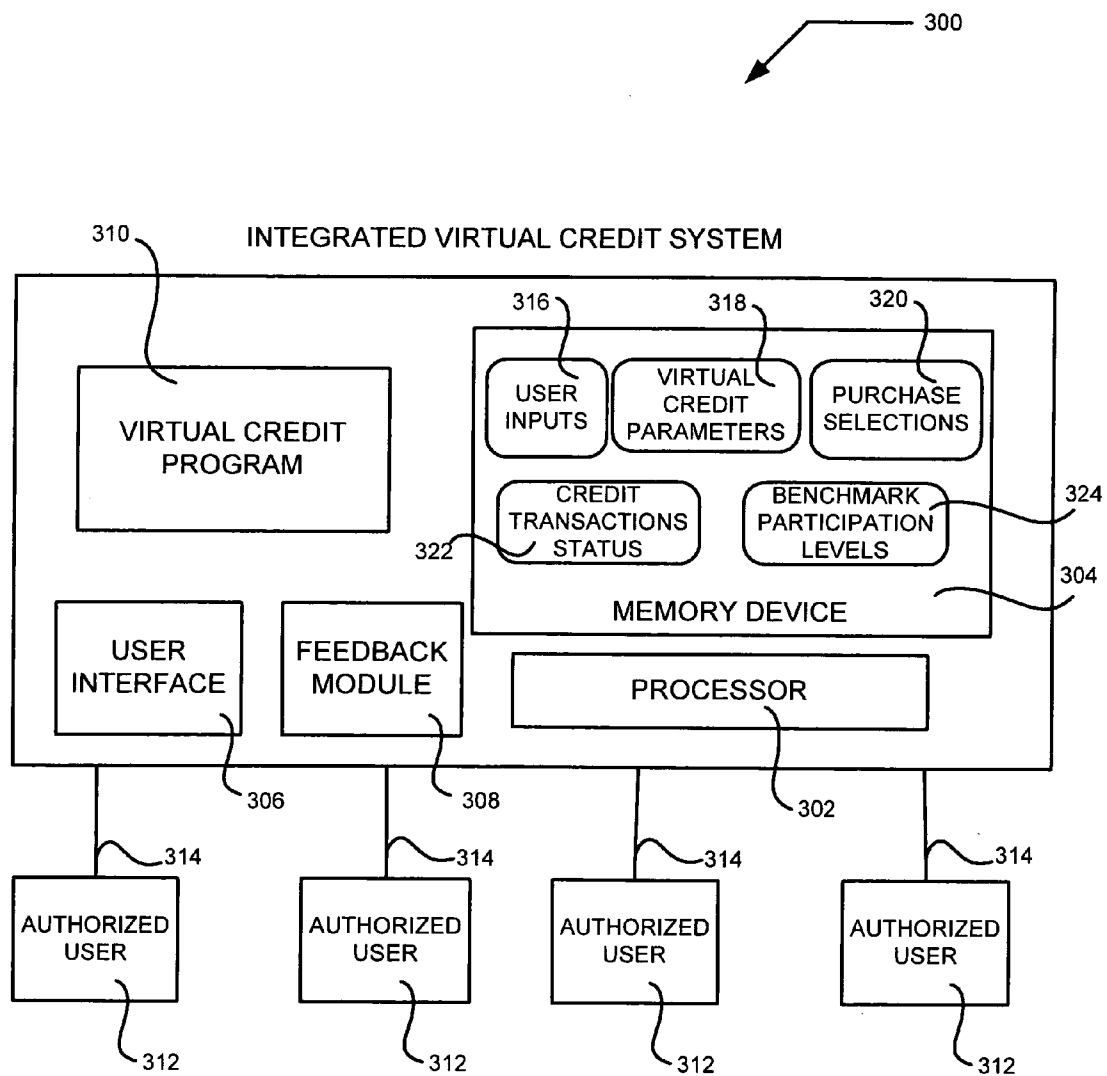 300
310
INTEGRATED VIRTUAL CREDIT SYSTEM
316
318
320
VIRTUAL CREDIT
PROGRAM
USER
INPUTS
VIRTUAL
CREDIT
PARAMETERS
PURCHASE
SELECTIONS
CREDIT
TRANSACTIONS
STATUS
322
BENCHMARK
PARTICIPATION
LEVELS
324
304
MEMORY DEVICE
USER
INTERFACE
FEEDBACK
MODULE
PROCESSOR
306
308
302
314
314
314
314
AUTHORIZED
USER
AUTHORIZED
USER
AUTHORIZED
USER
AUTHORIZED
USER
312
312
312
312